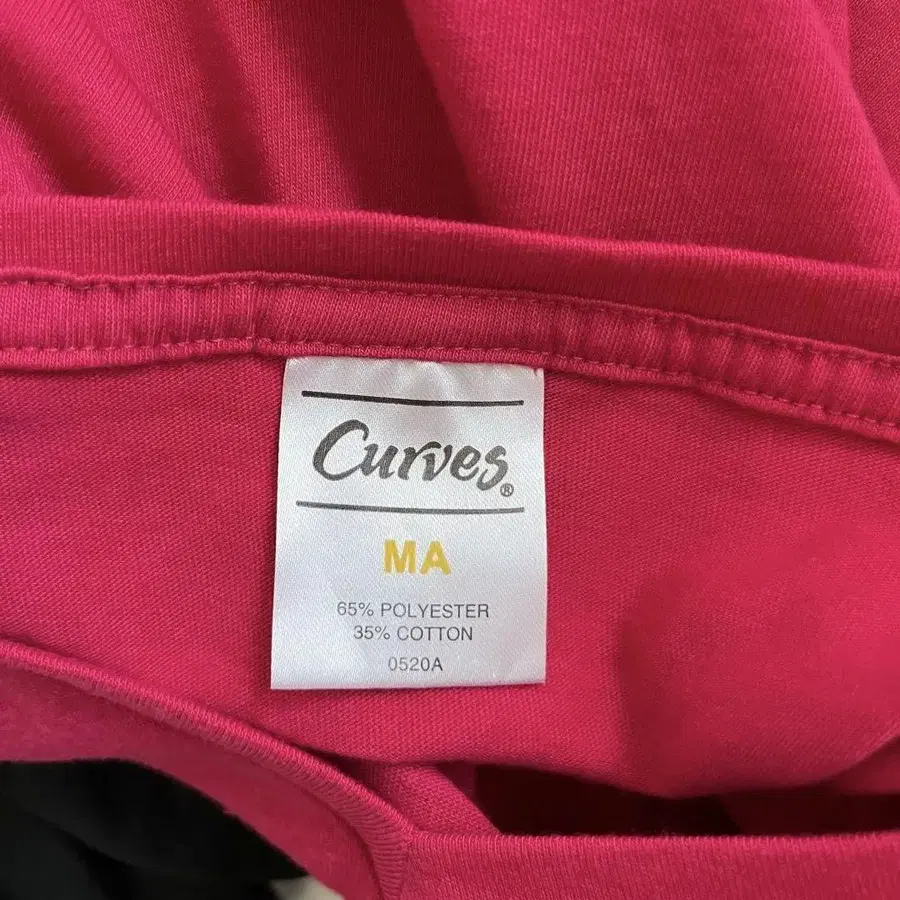 Curves®
MA
65% POLYESTER
35% COTTON
0520A